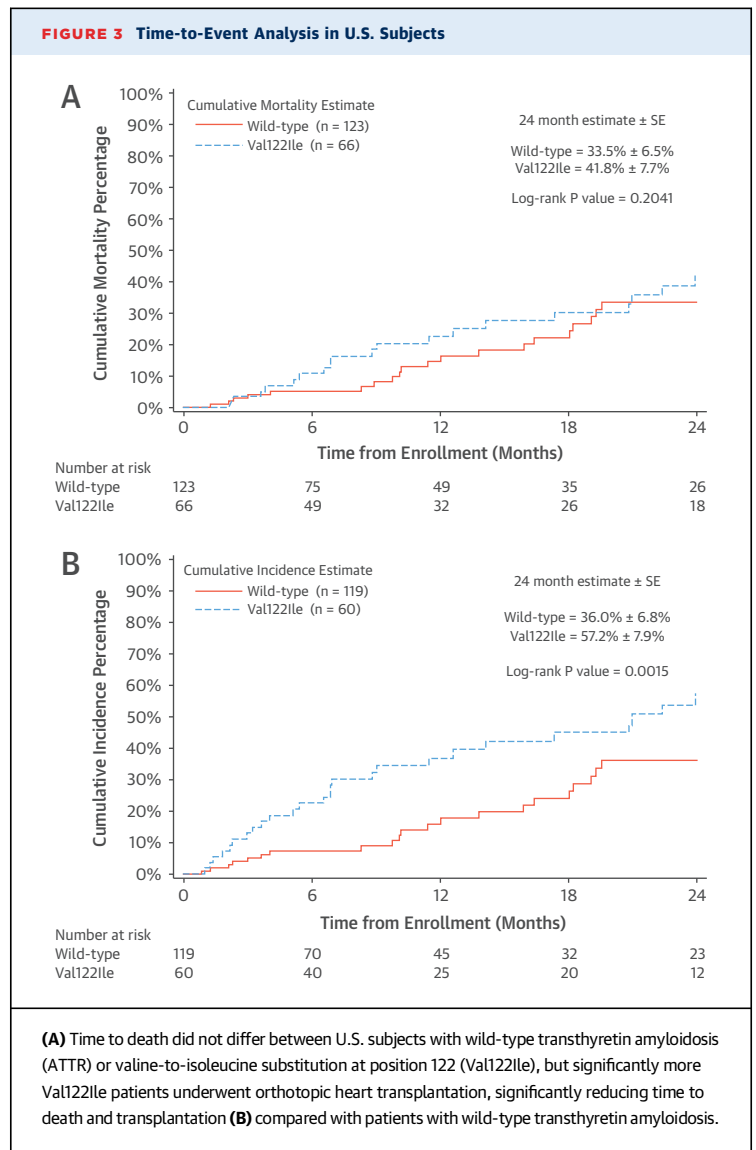 FIGURE 3 Time-to-Event Analysis in U.S. Subjects
A
100%
90%
80%
70%
60%
50%
40%
30%
20%
10%
0%
Cumulative Mortality Percentage
Cumulative Mortality Estimate
Wild-type (n = 123)
Val122Ile (n = 66)
24 month estimate ± SE
Wild-type = 33.5% ± 6.5%
Val122Ile = 41.8% ± 7.7%
Log-rank P value = 0.2041
0 6 12 18 24
Time from Enrollment (Months)
Number at risk
Wild-type 123 75 49 35 26
Val122Ile 66 49 32 26 18
B
100%
90%
80%
70%
60%
50%
40%
30%
20%
10%
0%
Cumulative Incidence Percentage
Cumulative Incidence Estimate
Wild-type (n = 119)
Val122Ile (n = 60)
24 month estimate ± SE
Wild-type = 36.0% ± 6.8%
Val122Ile = 57.2% ± 7.9%
Log-rank P value = 0.0015
0 6 12 18 24
Time from Enrollment (Months)
Number at risk
Wild-type 119 70 45 32 23
Val122Ile 60 40 25 20 12
(A) Time to death did not differ between U.S. subjects with wild-type transthyretin amyloidosis
(ATTR) or valine-to-isoleucine substitution at position 122 (Val122Ile), but significantly more
Val122Ile patients underwent orthotopic heart transplantation, significantly reducing time to
death and transplantation (B) compared with patients with wild-type transthyretin amyloidosis.